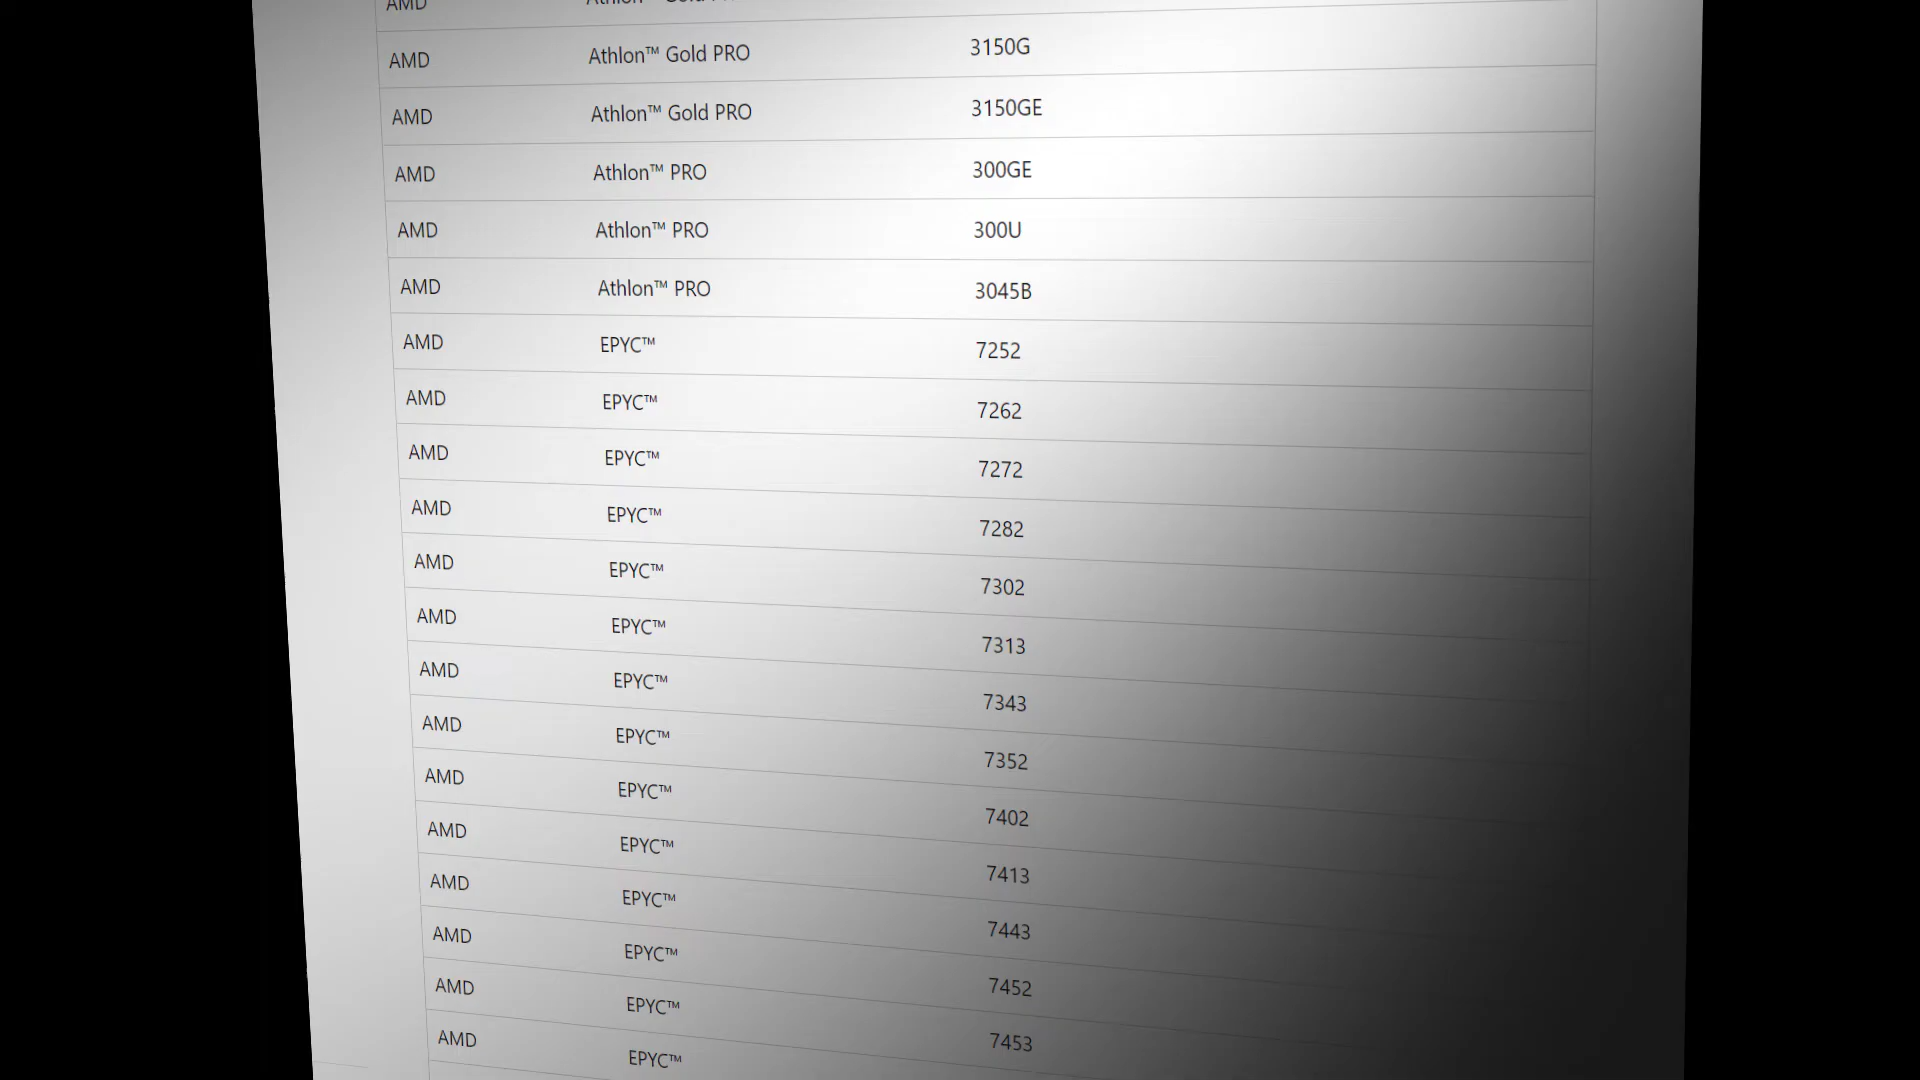 AMD
AMD Athlon™ Gold PRO 3150G
AMD Athlon™ Gold PRO 3150GE
AMD Athlon™ PRO 300GE
AMD Athlon™ PRO 300U
AMD Athlon™ PRO 3045B
AMD EPYC™ 7252
AMD EPYC™ 7262
AMD EPYC™ 7272
AMD EPYC™ 7282
AMD EPYC™ 7302
AMD EPYC™ 7313
AMD EPYC™ 7343
AMD EPYC™ 7352
AMD EPYC™ 7402
AMD EPYC™ 7413
AMD EPYC™ 7443
AMD EPYC™ 7452
AMD EPYC™ 7453
AMD EPYC™